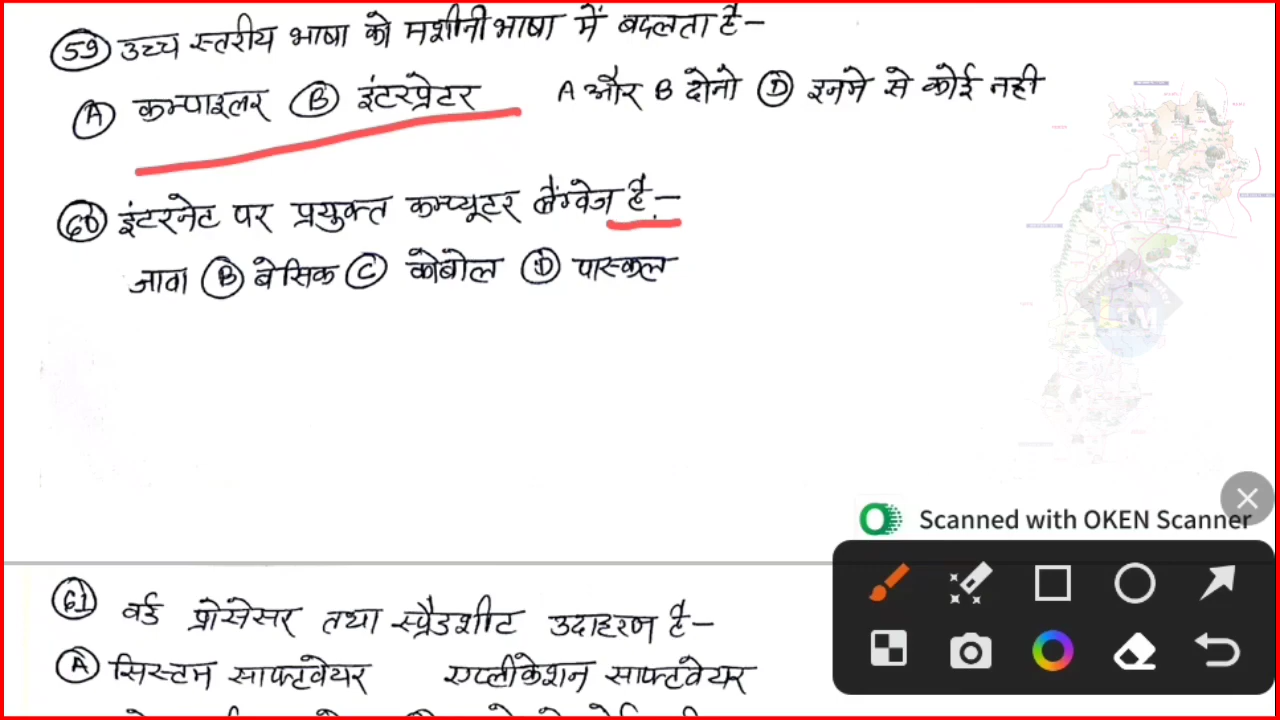 59 उच्च स्तरीय भाषा को मशीनी भाषा में बदलता है-
A कम्पाइलर B इंटरप्रेटर A और B दोनो D इनमे से कोई नही
60 इंटरनेट पर प्रयुक्त कम्प्यूटर लैंग्वेज है-
जावा B बेसिक C कोबोल D पास्कल
Scanned with OKEN Scanner
61 वर्ड प्रोसेसर तथा स्प्रैडशीट उदाहरण है-
A सिस्टम साफ्टवेयर एप्लीकेशन साफ्टवेयर